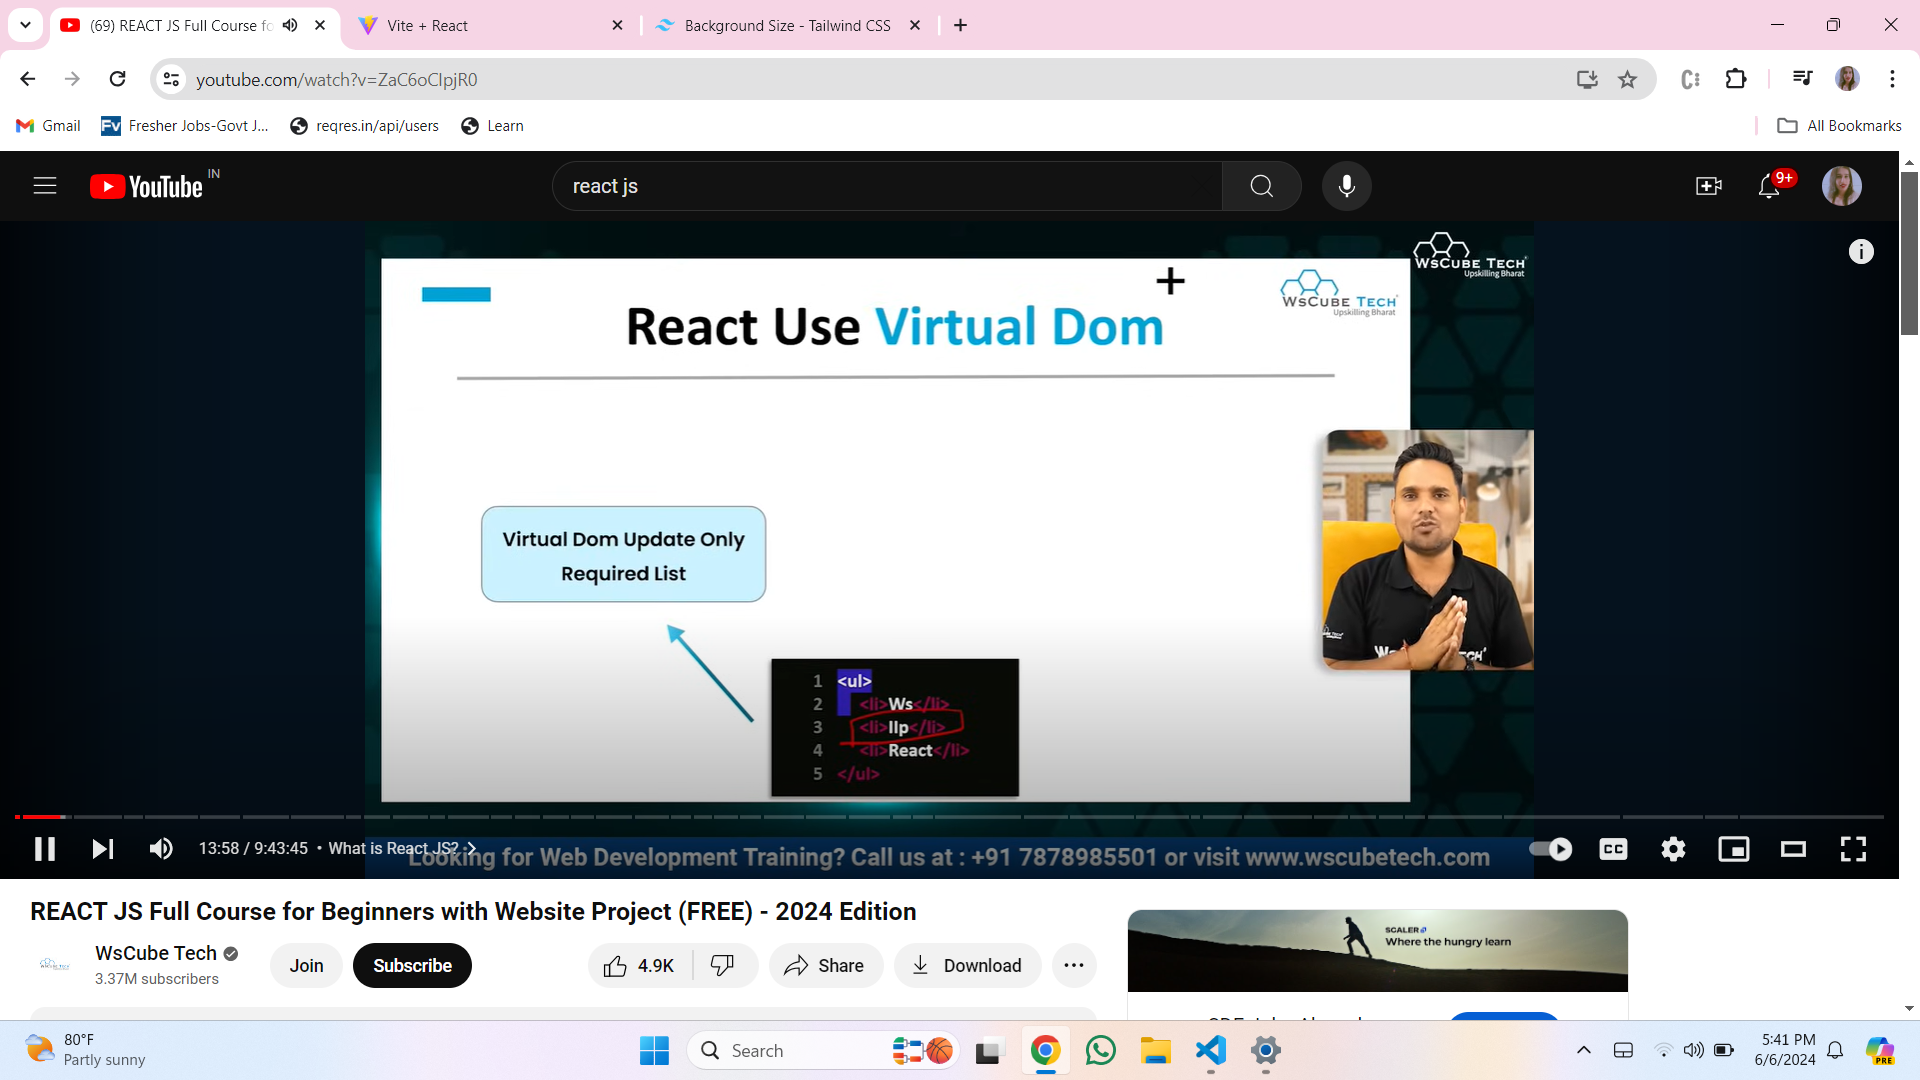 (69) REACT JS Full Course fo
Vite + React
Background Size - Tailwind CSS
youtube.com/watch?v=ZaC6oCIpjR0
Gmail
Fresher Jobs-Govt J...
reqres.in/api/users
Learn
All Bookmarks
YouTube IN
react js
9+
WsCube Tech
Upskilling Bharat
WsCube Tech
Upskilling Bharat
React Use Virtual Dom
Virtual Dom Update Only
Required List
1 <ul>
2 <li>Ws</li>
3 <li>IIp</li>
4 <li>React</li>
5 </ul>
13:58 / 9:43:45 • What is React JS?
Looking for Web Development Training? Call us at : +91 7878985501 or visit www.wscubetech.com
CC
REACT JS Full Course for Beginners with Website Project (FREE) - 2024 Edition
WsCube Tech
3.37M subscribers
Join
Subscribe
4.9K
Share
Download
SCALER
Where the hungry learn
80°F
Partly sunny
Search
5:41 PM
6/6/2024
PRE